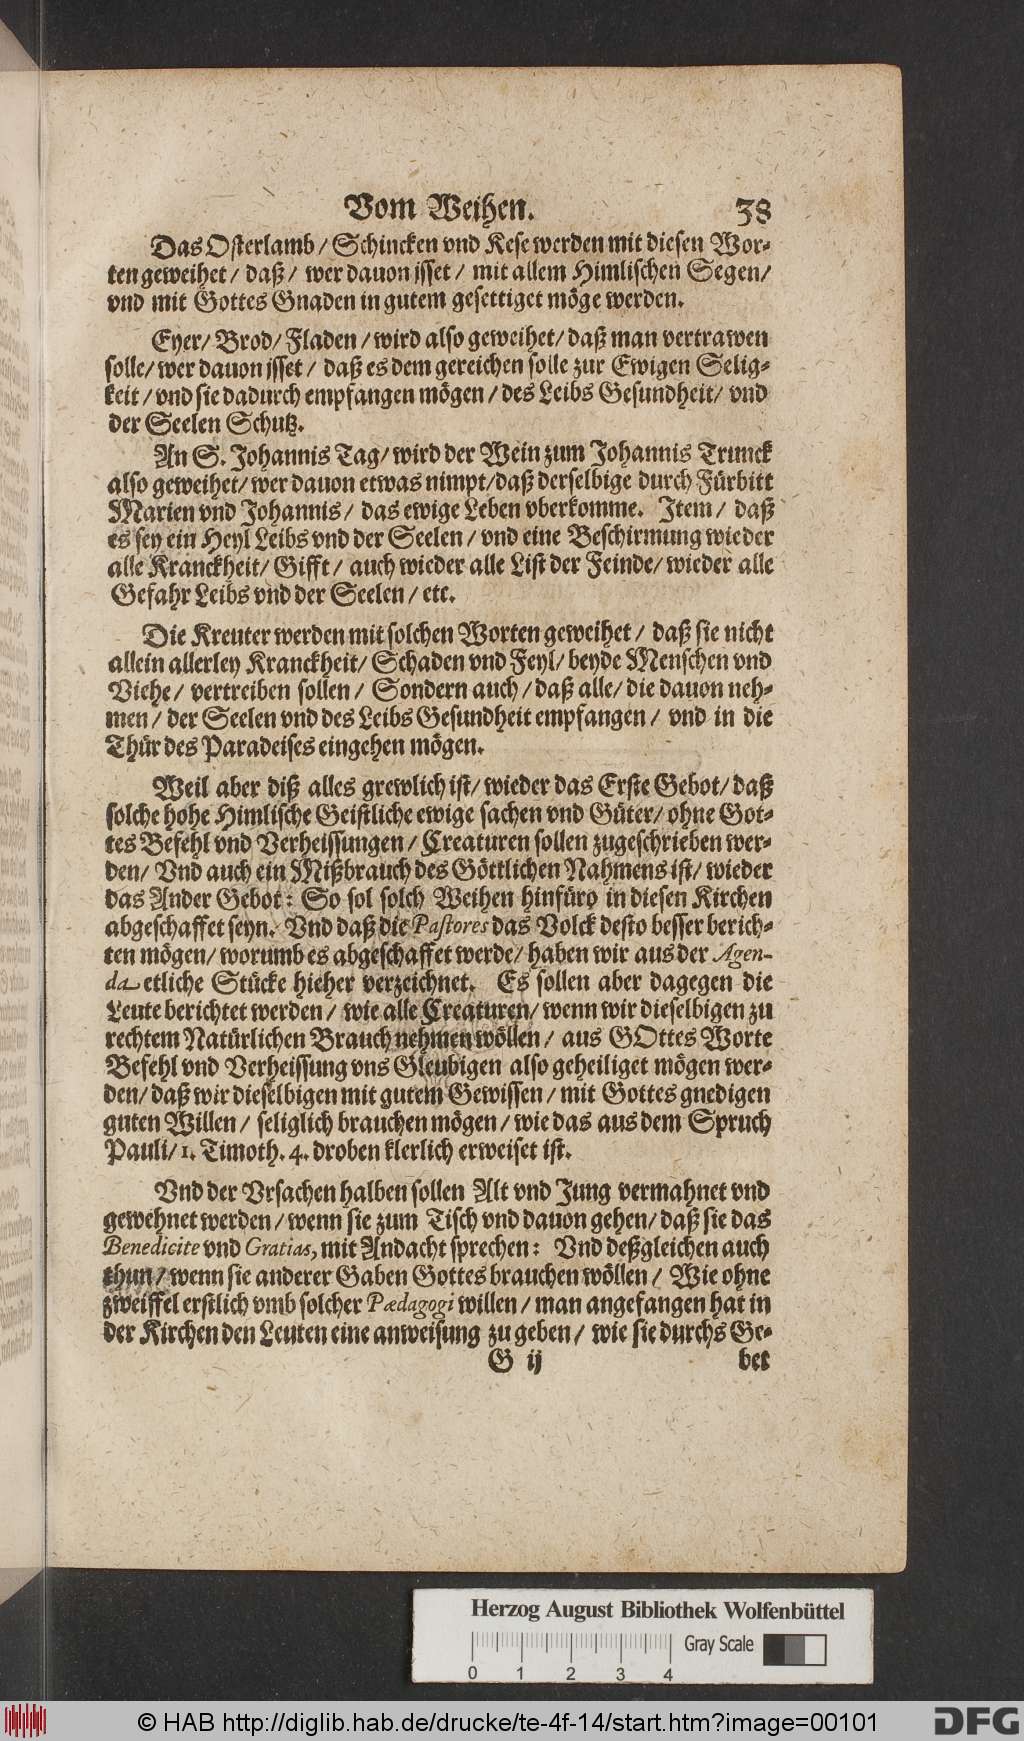 Vom Weihen. 38
Das Osterlamb / Schincken vnd Kese werden mit diesen Wor-
ten geweihet / daß / wer dauon jsset / mit allem Himlischen Segen /
vnd mit Gottes Gnaden in gutem gesettiget möge werden.
Eyer / Brod / Fladen / wird also geweihet / daß man vertrawen
solle / wer dauon jsset / daß es dem gereichen solle zur Ewigen Selig-
keit / vnd sie dadurch empfangen mögen / des Leibs Gesundheit / vnd
der Seelen Schutz.
An S. Johannis Tag / wird der Wein zum Johannis Trunck
also geweihet / wer dauon etwas nimpt / daß derselbige durch Fürbitt
Marien vnd Johannis / das ewige Leben vberkomme. Item / daß
es sey ein Heyl Leibs vnd der Seelen / vnd eine Beschirmung wieder
alle Kranckheit / Gifft / auch wieder alle List der Feinde / wieder alle
Gefahr Leibs vnd der Seelen / etc.
Die Kreuter werden mit solchen Worten geweihet / daß sie nicht
allein allerley Kranckheit / Schaden vnd Feyl / beyde Menschen vnd
Viehe / vertreiben sollen / Sondern auch / daß alle / die dauon neh-
men / der Seelen vnd des Leibs Gesundheit empfangen / vnd in die
Thür des Paradeises eingehen mögen.
Weil aber diß alles grewlich ist / wieder das Erste Gebot / daß
solche hohe Himlische Geistliche ewige sachen vnd Güter / ohne Got-
tes Befehl vnd Verheissungen / Creaturen sollen zugeschrieben wer-
den / Vnd auch ein Mißbrauch des Göttlichen Nahmens ist / wieder
das Ander Gebot: So sol solch Weihen hinfüro in diesen Kirchen
abgeschaffet seyn. Vnd daß die Pastores das Volck desto besser berich-
ten mögen / worumb es abgeschaffet werde / haben wir aus der Agen-
da etliche Stücke hieher verzeichnet. Es sollen aber dagegen die
Leute berichtet werden / wie alle Creaturen / wenn wir dieselbigen zu
rechtem Natürlichen Brauch nehmen wöllen / aus GOttes Worte
Befehl vnd Verheissung vns Gleubigen also geheiliget mögen wer-
den / daß wir dieselbigen mit gutem Gewissen / mit Gottes gnedigen
guten Willen / seliglich brauchen mögen / wie das aus dem Spruch
Pauli / 1. Timoth. 4. droben klerlich erweiset ist.
Vnd der Vrsachen halben sollen Alt vnd Jung vermahnet vnd
gewehnet werden / wenn sie zum Tisch vnd dauon gehen / daß sie das
Benedicite vnd Gratias, mit Andacht sprechen: Vnd deßgleichen auch
thun / wenn sie anderer Gaben Gottes brauchen wöllen / Wie ohne
zweiffel erstlich vmb solcher Pædagogi willen / man angefangen hat in
der Kirchen den Leuten eine anweisung zu geben / wie sie durchs Ge-
G ij bet
Herzog August Bibliothek Wolfenbüttel
Gray Scale
0 1 2 3 4
© HAB http://diglib.hab.de/drucke/te-4f-14/start.htm?image=00101
DFG